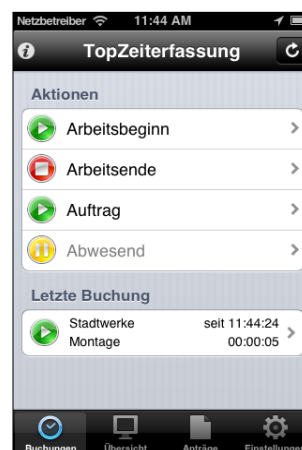 Netzbetreiber 11:44 AM
TopZeiterfassung
Aktionen
Arbeitsbeginn
Arbeitsende
Auftrag
Abwesend
Letzte Buchung
Stadtwerke seit 11:44:24
Montage 00:00:05
Buchungen Übersicht Anträge Einstellungen